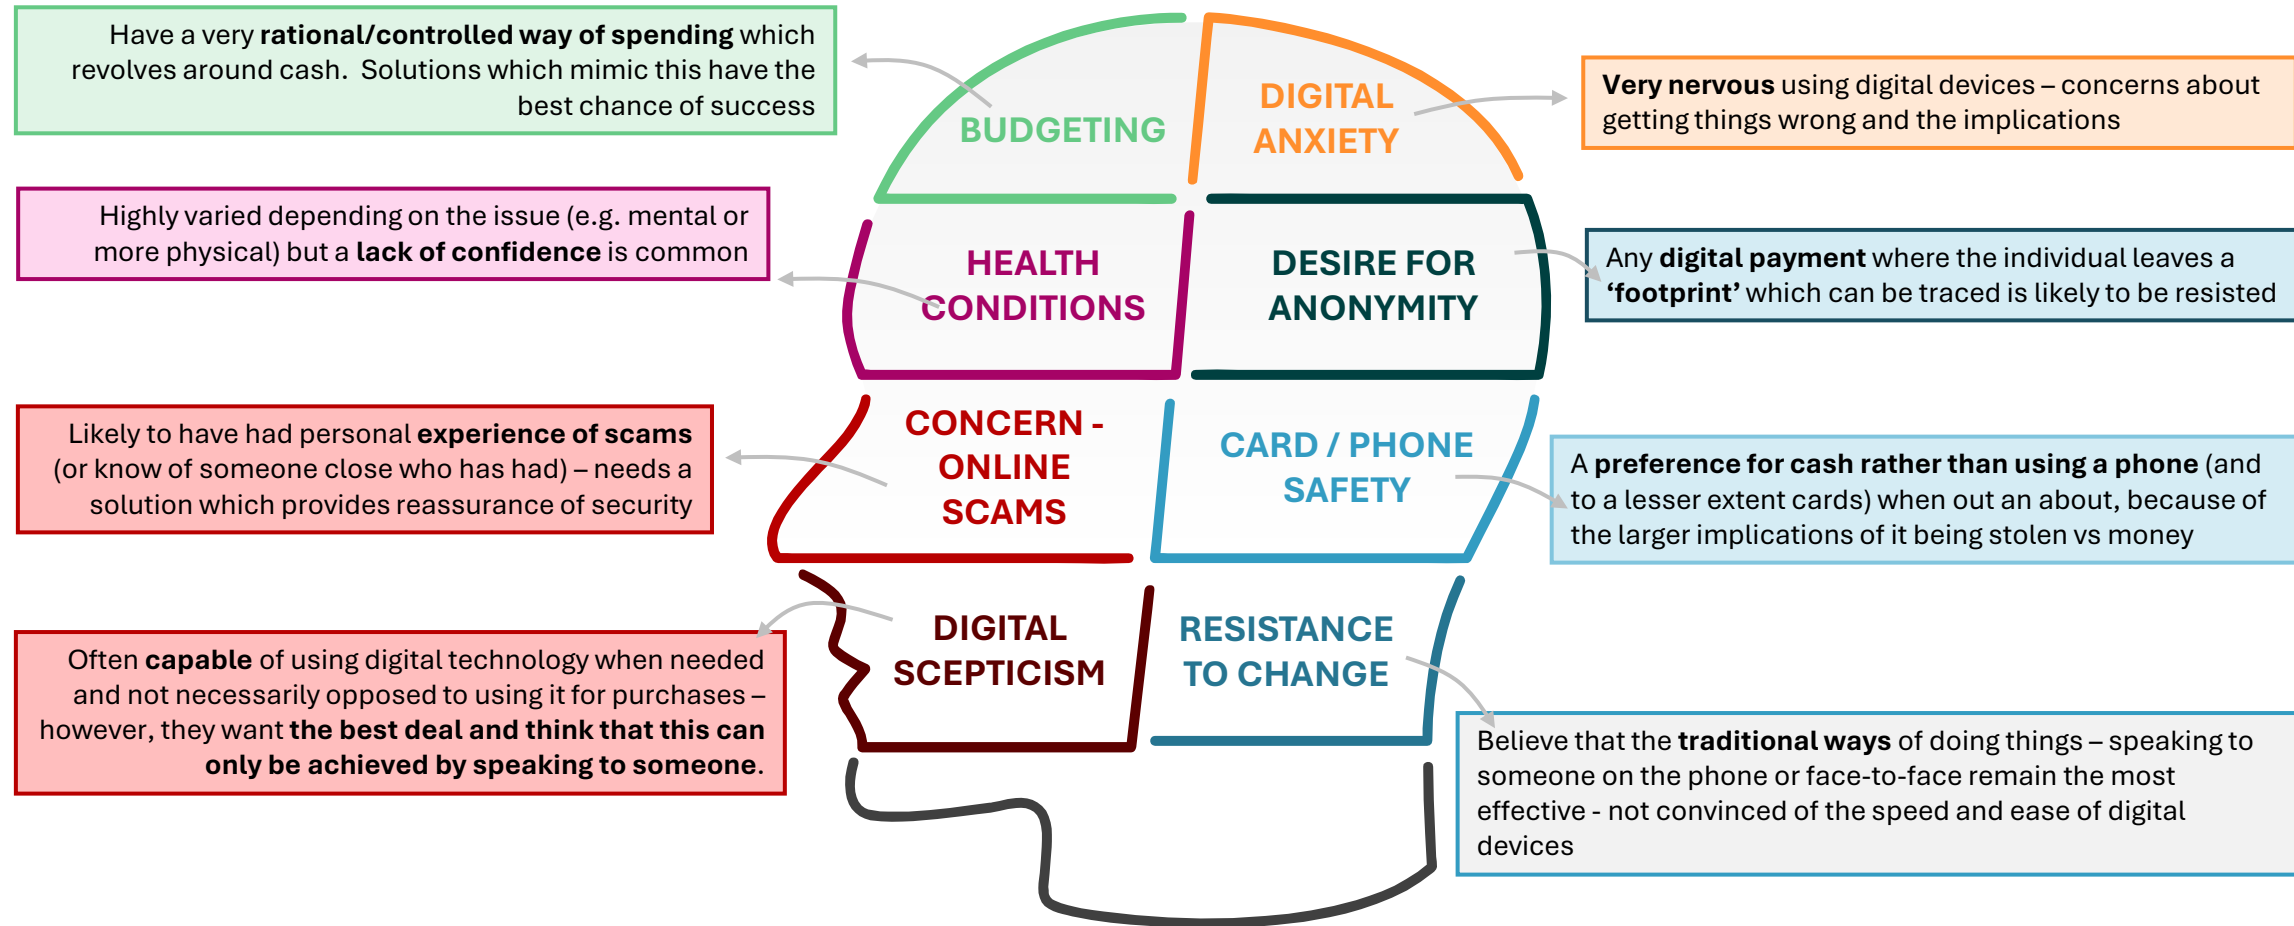 Have a very rational/controlled way of spending which
revolves around cash.  Solutions which mimic this have the
best chance of success
BUDGETING
DIGITAL
ANXIETY
Very nervous using digital devices – concerns about
getting things wrong and the implications
Highly varied depending on the issue (e.g. mental or
more physical) but a lack of confidence is common
HEALTH
CONDITIONS
DESIRE FOR
ANONYMITY
Any digital payment where the individual leaves a
‘footprint’ which can be traced is likely to be resisted
Likely to have had personal experience of scams
(or know of someone close who has had) – needs a
solution which provides reassurance of security
CONCERN -
ONLINE
SCAMS
CARD / PHONE
SAFETY
A preference for cash rather than using a phone (and
to a lesser extent cards) when out an about, because of
the larger implications of it being stolen vs money
Often capable of using digital technology when needed
and not necessarily opposed to using it for purchases –
however, they want the best deal and think that this can
only be achieved by speaking to someone.
DIGITAL
SCEPTICISM
RESISTANCE
TO CHANGE
Believe that the traditional ways of doing things – speaking to
someone on the phone or face-to-face remain the most
effective - not convinced of the speed and ease of digital
devices